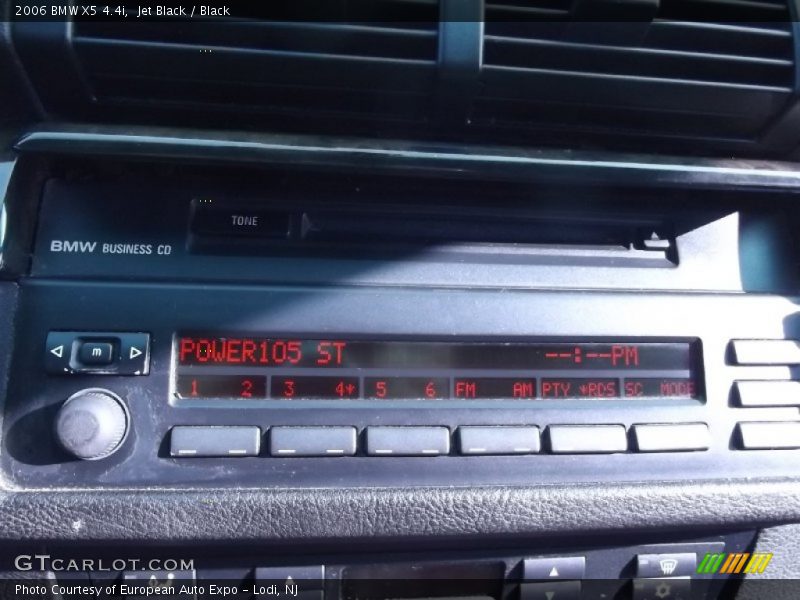 2006 BMW X5 4.4i, Jet Black / Black
TONE
BMW BUSINESS CD
m
POWER105 ST --:--PM
1 2 3 4* 5 6 FM AM PTY *RDS SC MODE
GTCARLOT.COM
Photo Courtesy of European Auto Expo - Lodi, NJ